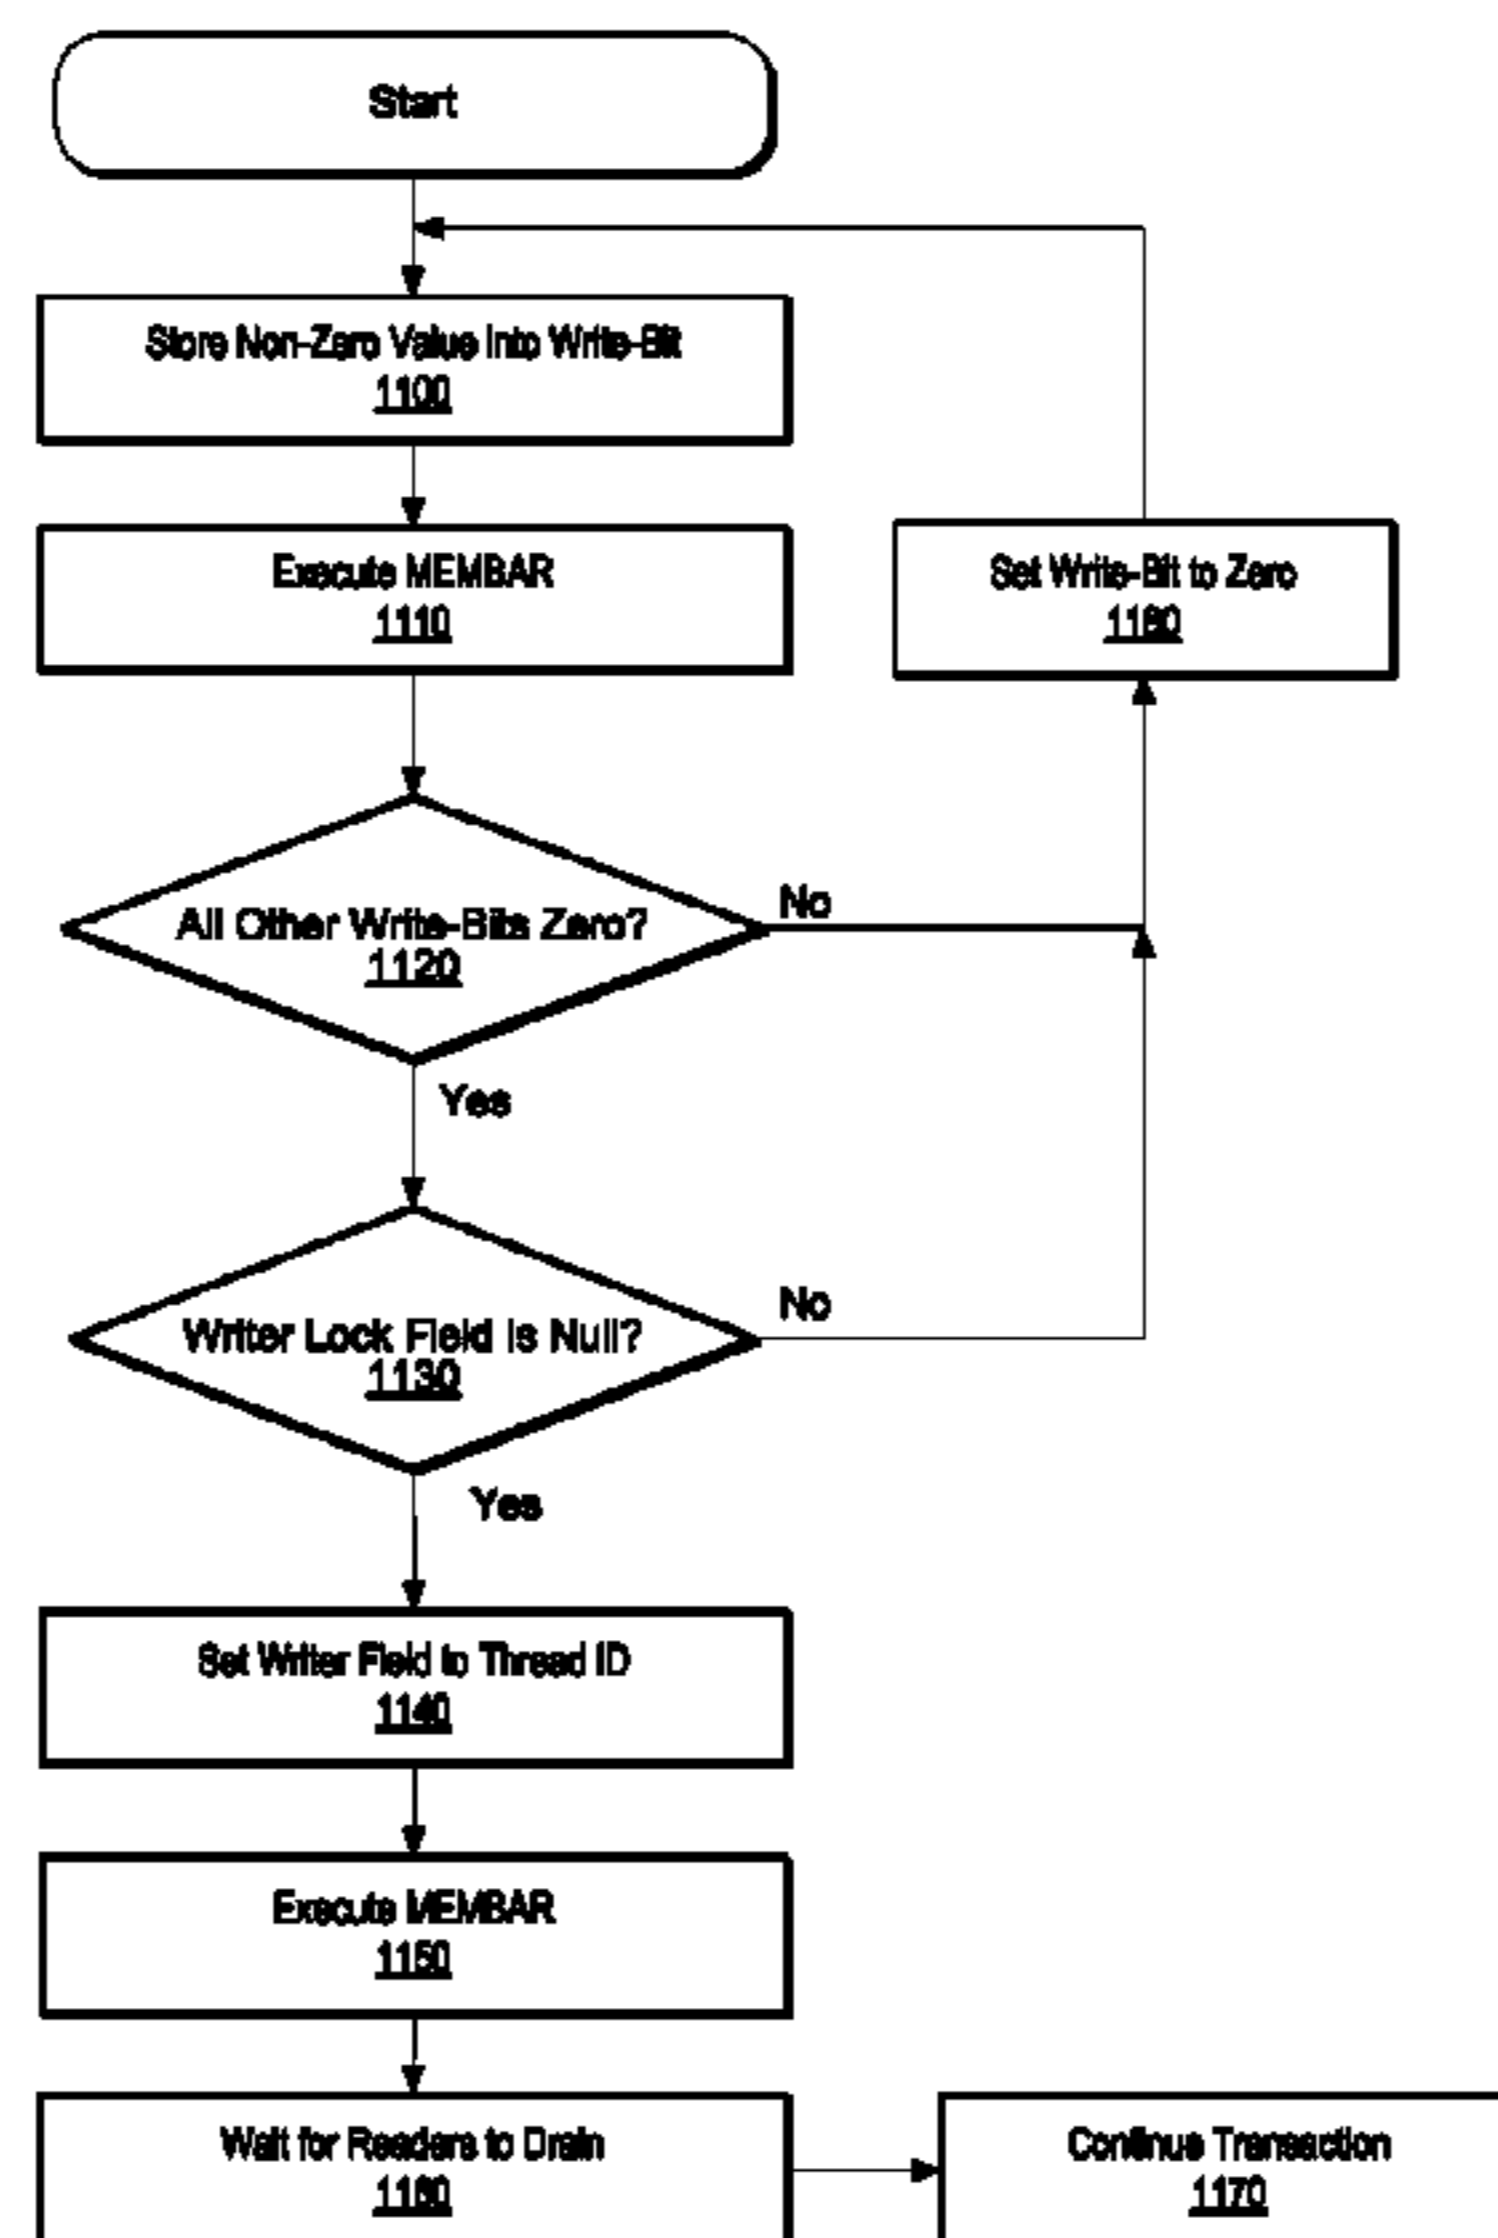 Start
Store Non-Zero Value Into Write-Bit
1100
Execute MEMBAR
1110
Set Write-Bit to Zero
All Other Write-Bits Zero?
1120
No
Yes
Writer Lock Field Is Null?
1130
No
Yes
Set Writer Field to Thread ID
1140
Execute MEMBAR
1150
Wait for Readers to Drain
1160
Continue Transaction
1170